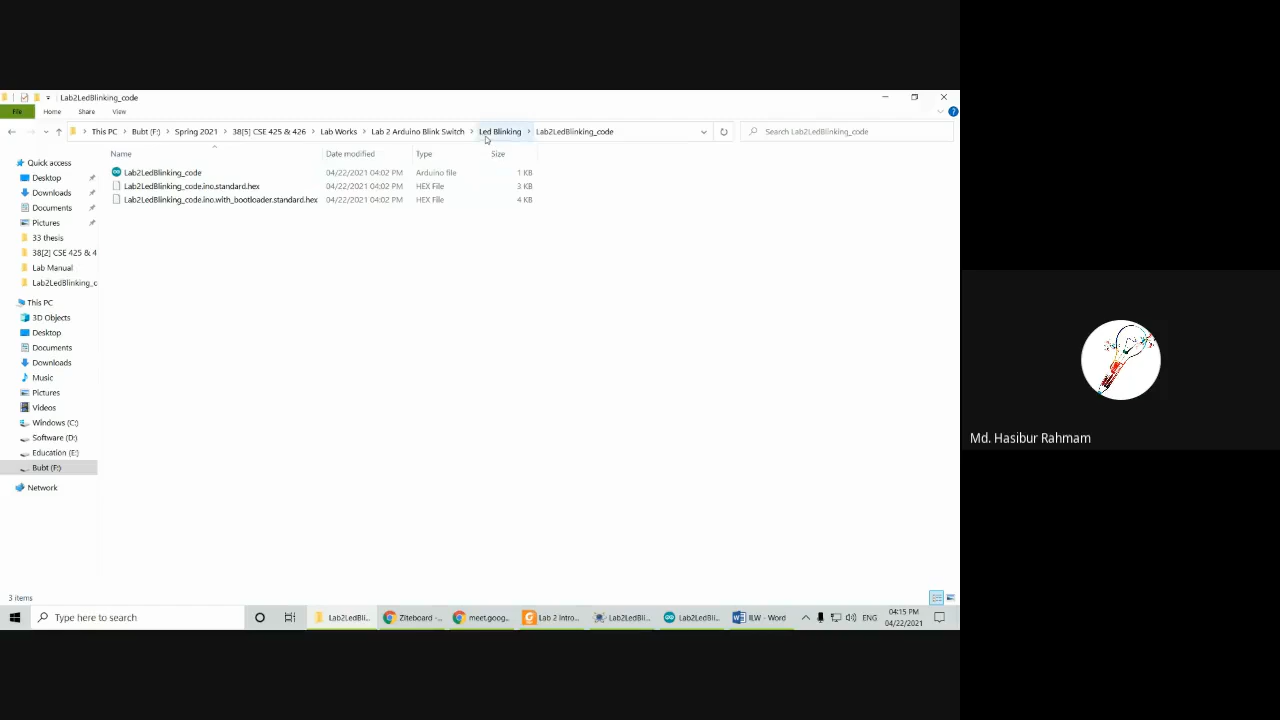 Lab2LedBlinking_code
File Home Share View
This PC Bubt (F:) Spring 2021 38[5] CSE 425 & 426 Lab Works Lab 2 Arduino Blink Switch Led Blinking Lab2LedBlinking_code Search Lab2LedBlinking_code
Name Date modified Type Size
Lab2LedBlinking_code 04/22/2021 04:02 PM Arduino file 1 KB
Lab2LedBlinking_code.ino.standard.hex 04/22/2021 04:02 PM HEX File 3 KB
Lab2LedBlinking_code.ino.with_bootloader.standard.hex 04/22/2021 04:02 PM HEX File 4 KB
Quick access
Desktop
Downloads
Documents
Pictures
33 thesis
38[2] CSE 425 & 4
Lab Manual
Lab2LedBlinking_c
This PC
3D Objects
Desktop
Documents
Downloads
Music
Pictures
Videos
Windows (C:)
Software (D:)
Education (E:)
Bubt (F:)
Network
Md. Hasibur Rahmam
3 items
Type here to search Lab2LedBli... Ziteboard -... meet.goog... Lab 2 Intro... Lab2LedBli... Lab2LedBli... ILW - Word ENG 04:15 PM
04/22/2021